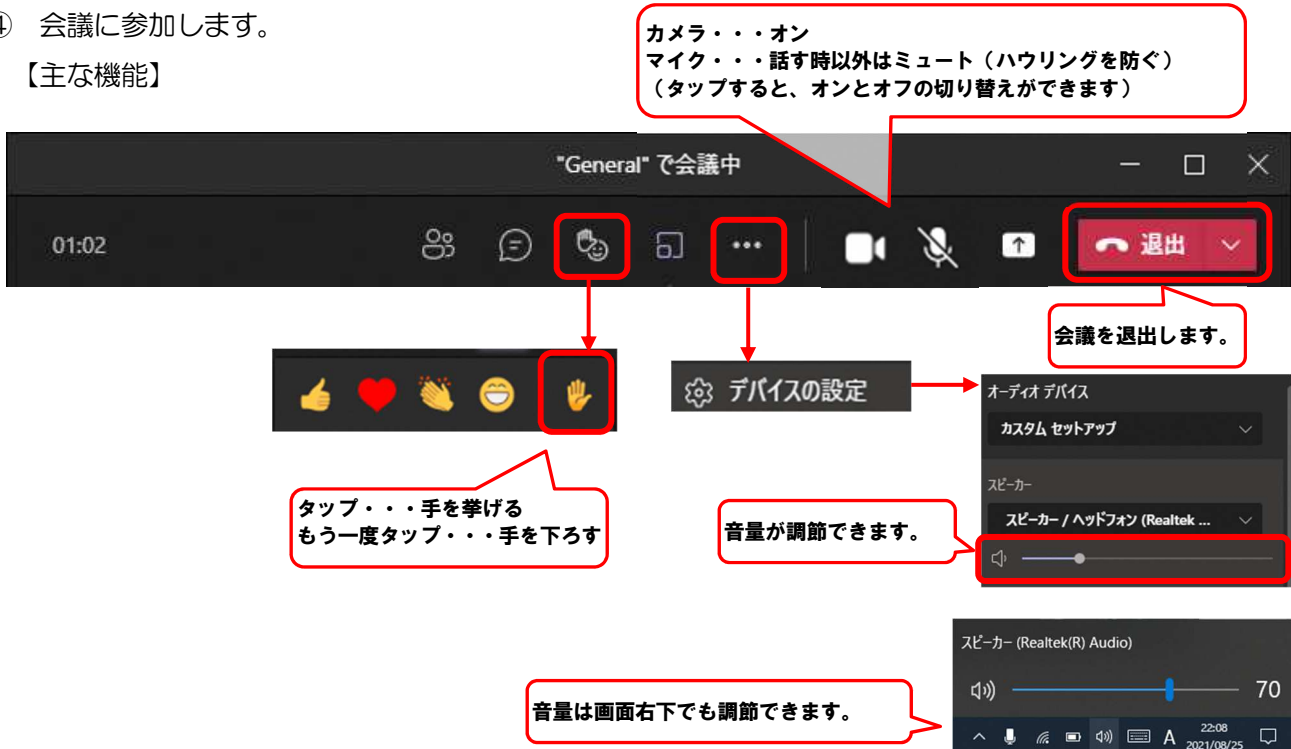 ④ 会議に参加します。
【主な機能】
カメラ・・・オン
マイク・・・話す時以外はミュート（ハウリングを防ぐ）
（タップすると、オンとオフの切り替えができます）
"General" で会議中
01:02
退出
会議を退出します。
デバイスの設定
タップ・・・手を挙げる
もう一度タップ・・・手を下ろす
オーディオ デバイス
カスタム セットアップ
スピーカー
スピーカー / ヘッドフォン (Realtek ...
音量が調節できます。
スピーカー (Realtek(R) Audio)
70
音量は画面右下でも調節できます。
A
22:08
2021/08/25